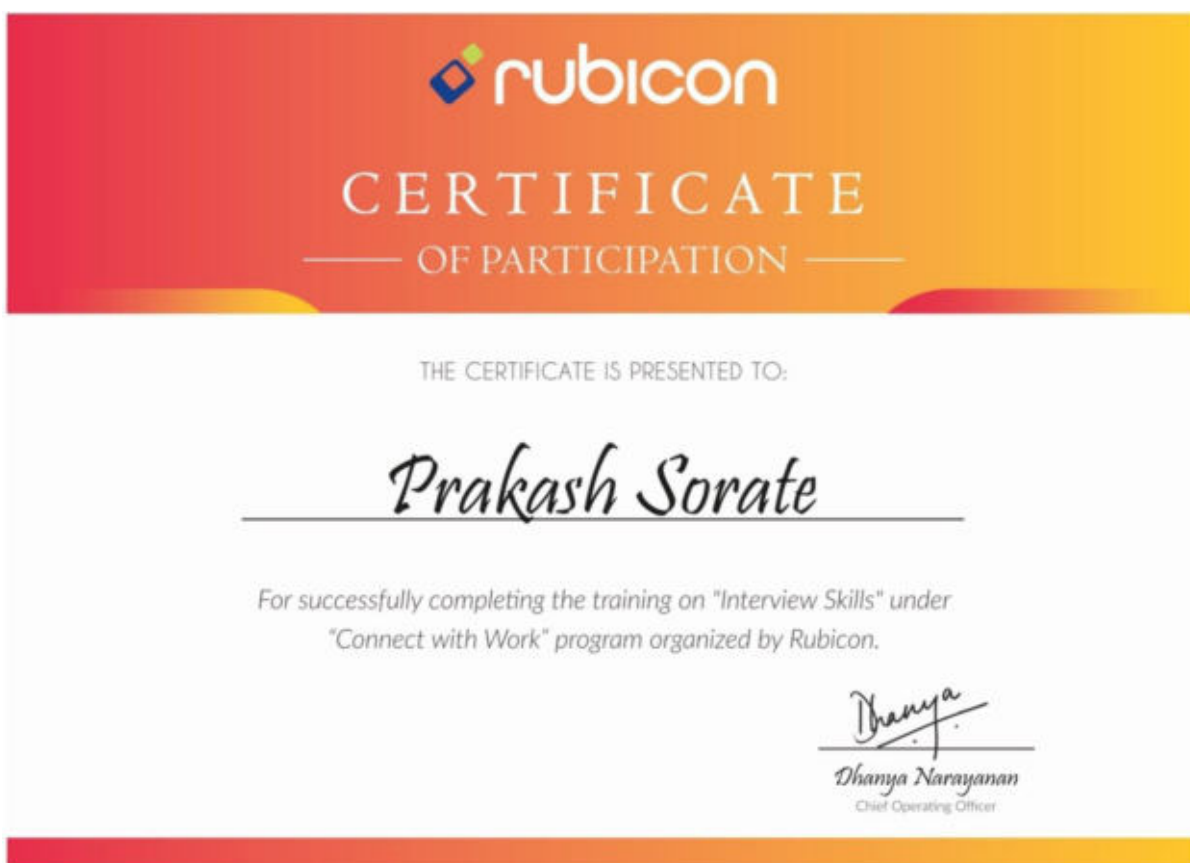 rubicon
CERTIFICATE
OF PARTICIPATION
THE CERTIFICATE IS PRESENTED TO:
Prakash Sorate
For successfully completing the training on "Interview Skills" under
"Connect with Work" program organized by Rubicon.
Dhanya
Dhanya Narayanan
Chief Operating Officer